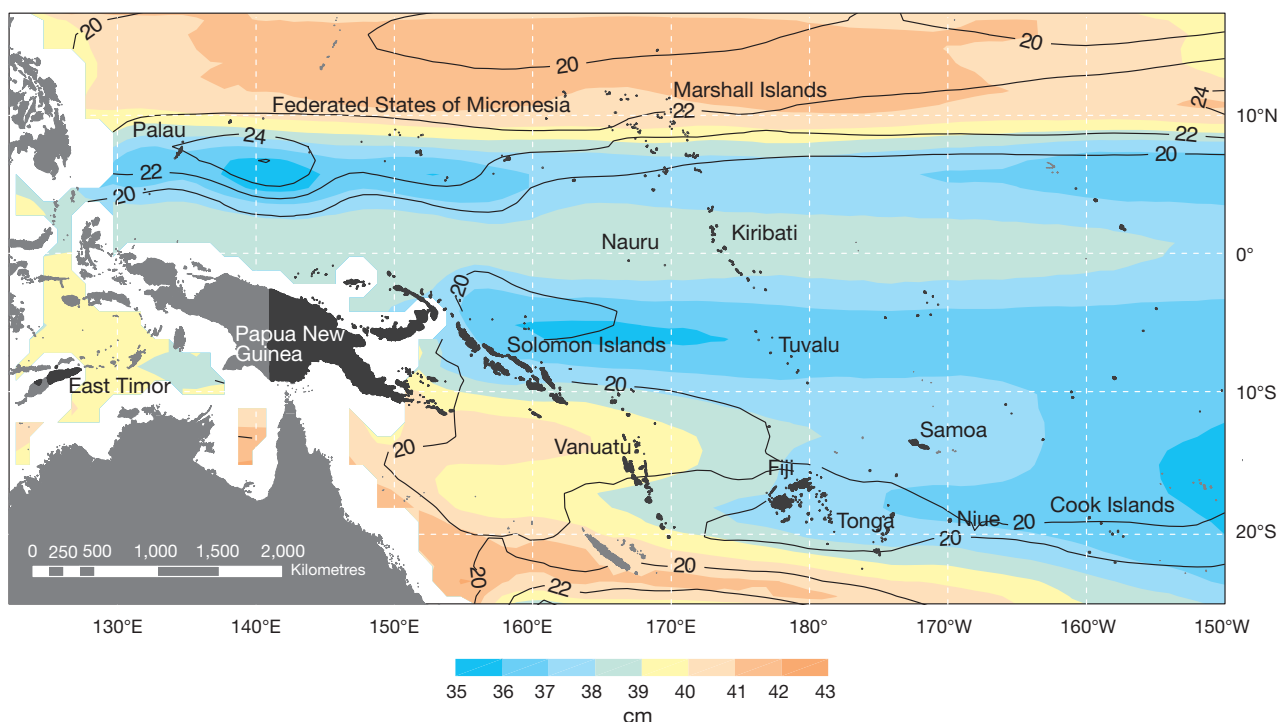 20
20
20
24
Marshall Islands
Federated States of Micronesia
22
10°N
Palau
24
22
20
22
20
Nauru
Kiribati
0°
20
Papua New
Guinea
Solomon Islands
Tuvalu
East Timor
20
10°S
Samoa
20
Vanuatu
Fiji
Cook Islands
Tonga
Niue
20
20
20°S
0 250 500 1,000 1,500 2,000
Kilometres
20
20
22
130°E 140°E 150°E 160°E 170°E 180° 170°W 160°W 150°W
35 36 37 38 39 40 41 42 43
cm